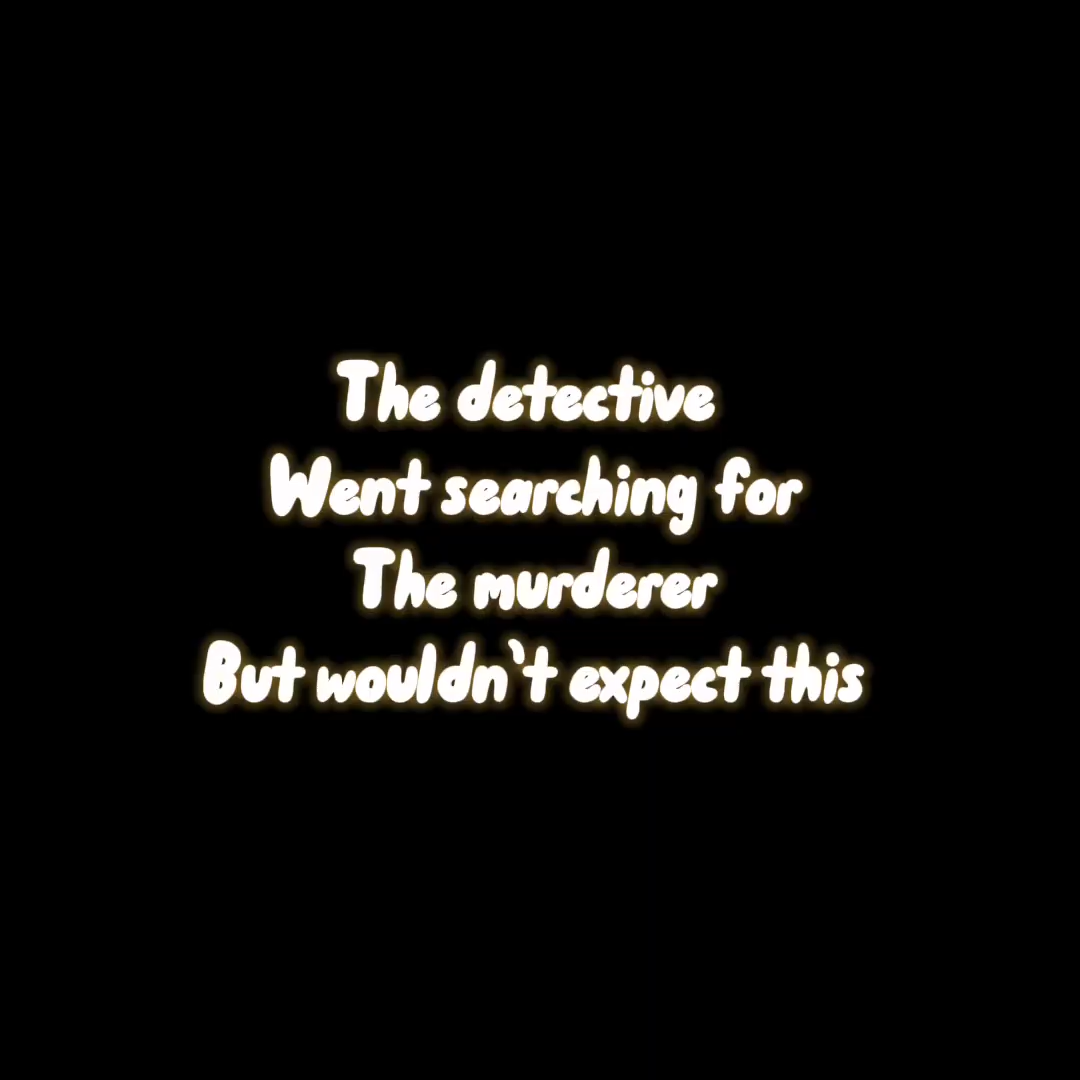 The detective
Went searching for
The murderer
But wouldn't expect this